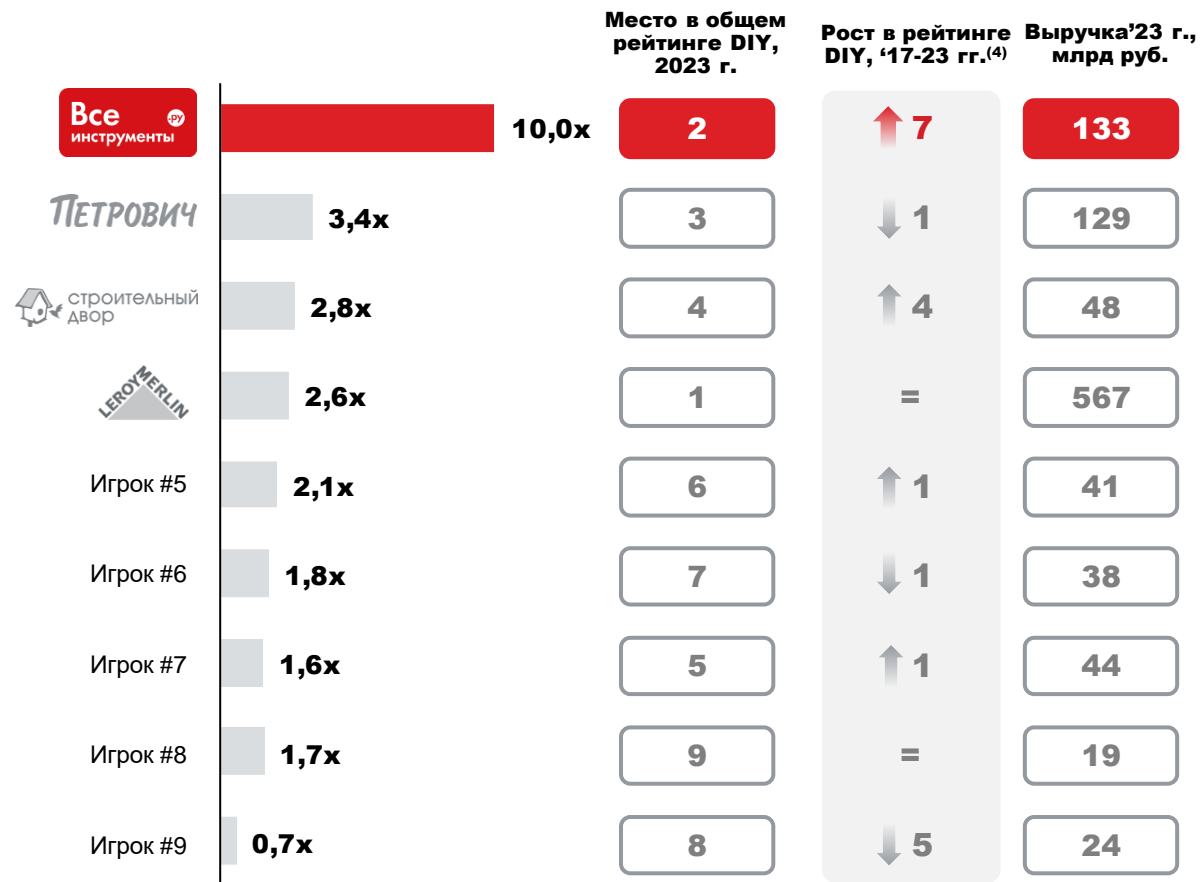 Место в общем
рейтинге DIY,
2023 г.
Рост в рейтинге
DIY, ‘17-23 гг.(4)
Выручка’23 г.,
млрд руб.
Все
.РУ
инструменты
10,0x
2
7
133
ПЕТРОВИЧ
3,4x
3
1
129
строительный
двор
2,8x
4
4
48
LEROY MERLIN
2,6x
1
=
567
Игрок #5
2,1x
6
1
41
Игрок #6
1,8x
7
1
38
Игрок #7
1,6x
5
1
44
Игрок #8
1,7x
9
=
19
Игрок #9
0,7x
8
5
24